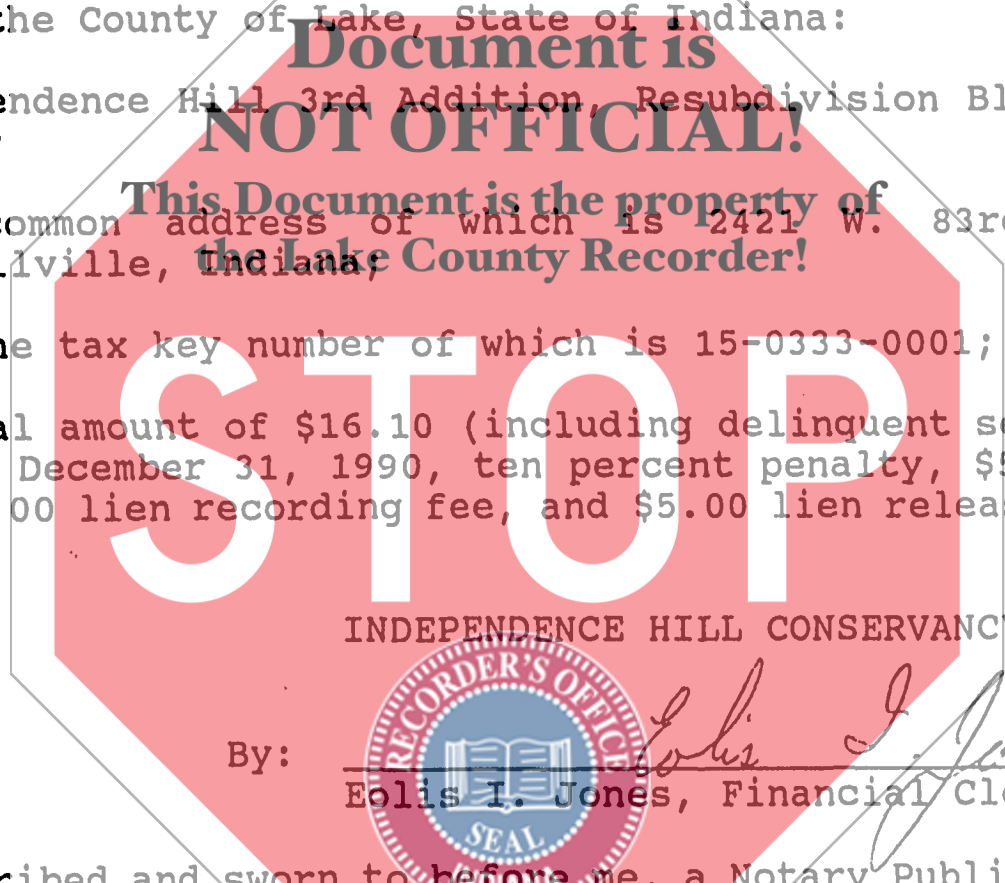 the County of Lake, State of Indiana:
Document is
endence Hill 3rd Addition, Resubdivision Bl
NOT OFFICIAL!
This Document is the property of
ommon address of which is 2421 W. 83r
the Lake County Recorder!
lville, Indiana;
e tax key number of which is 15-0333-0001;
STOP
al amount of $16.10 (including delinquent s
December 31, 1990, ten percent penalty, $5
00 lien recording fee, and $5.00 lien relea
INDEPENDENCE HILL CONSERVANC
RECORDER'S OFFICE
By: Eolis I. J
Eolis I. Jones, Financial Cl
SEAL
ribed and sworn to before me, a Notary Publi